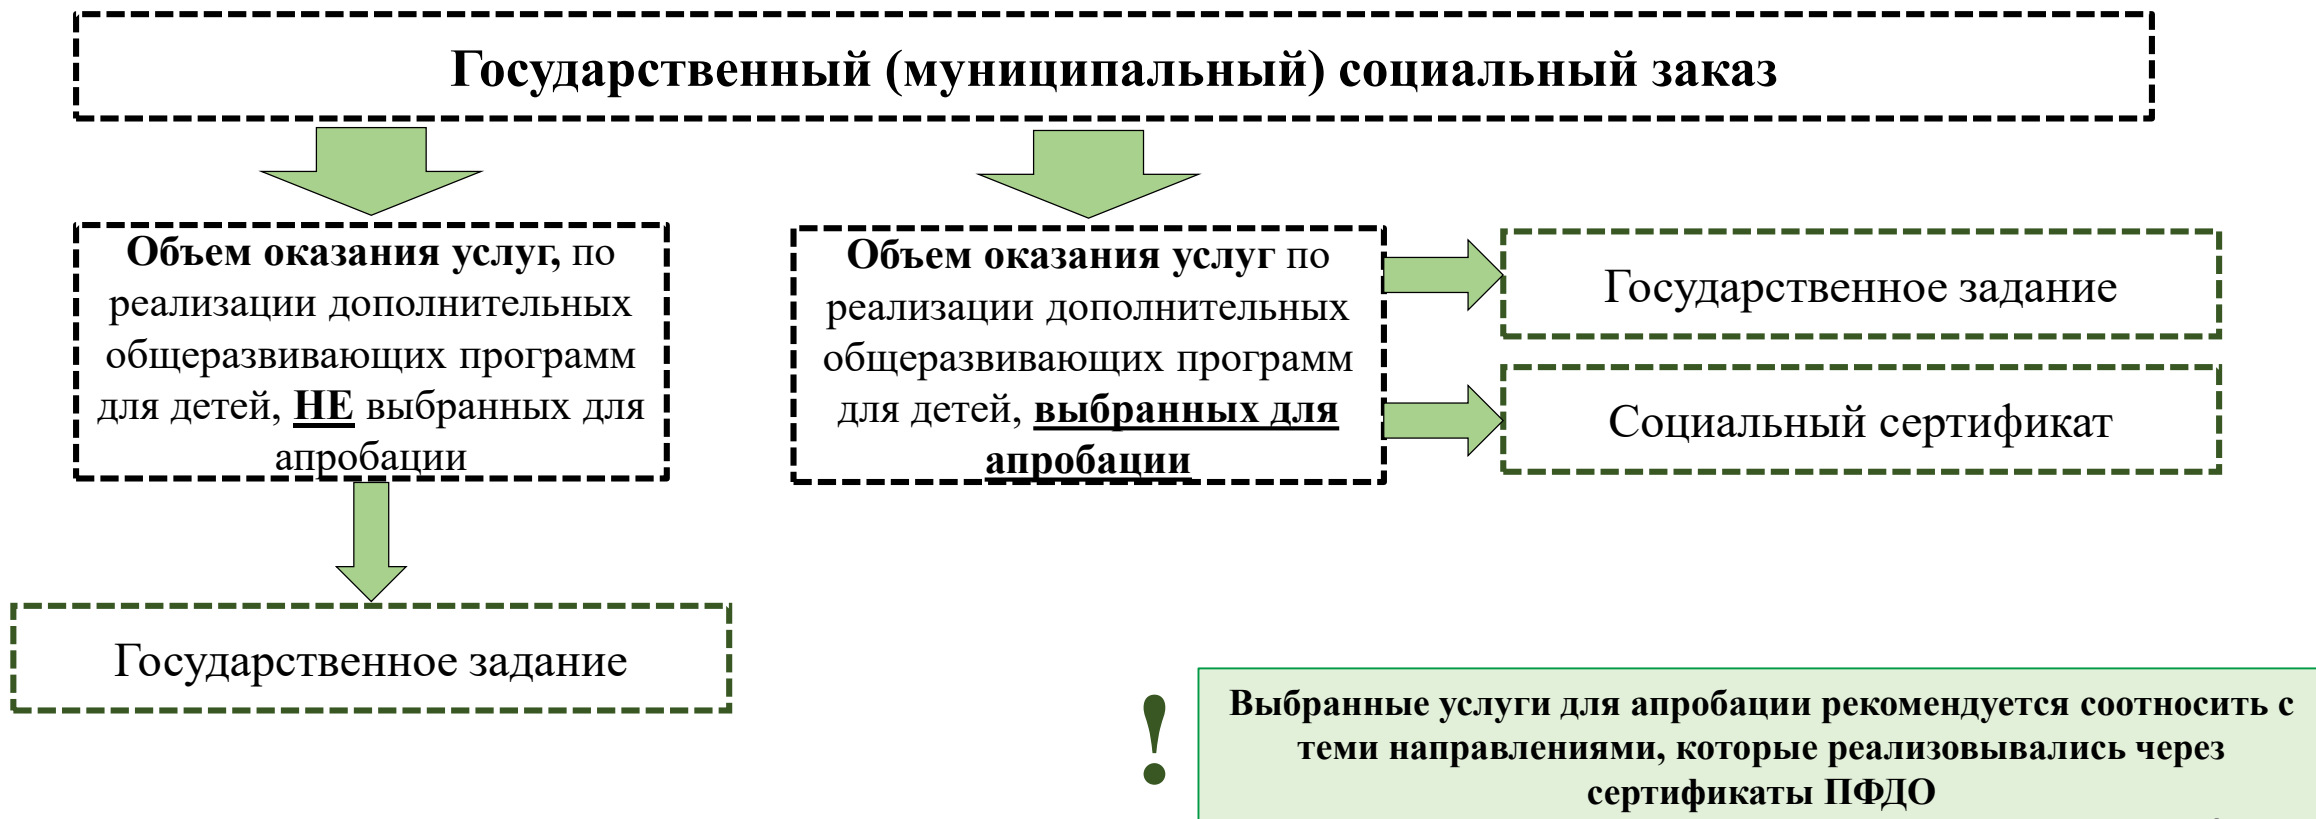 Государственный (муниципальный) социальный заказ
Объем оказания услуг, по
реализации дополнительных
общеразвивающих программ
для детей, НЕ выбранных для
апробации
Объем оказания услуг по
реализации дополнительных
общеразвивающих программ
для детей, выбранных для
апробации
Государственное задание
Социальный сертификат
Государственное задание
!
Выбранные услуги для апробации рекомендуется соотносить с
теми направлениями, которые реализовывались через
сертификаты ПФДО